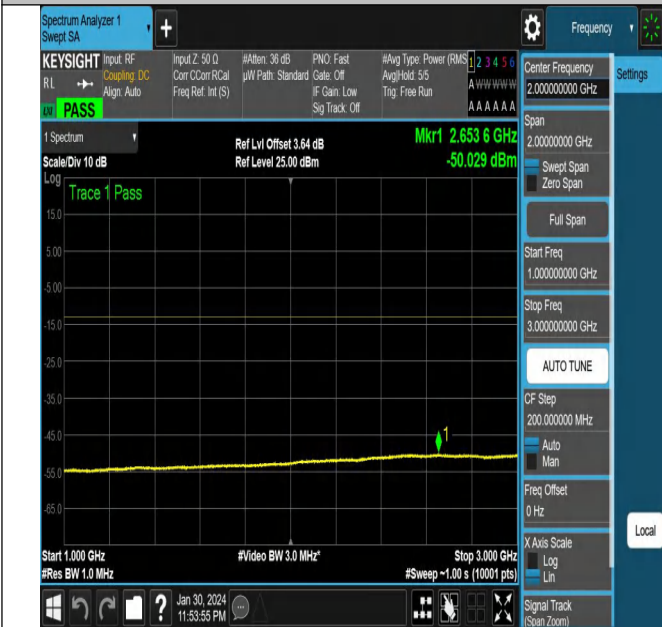 Spectrum Analyzer 1
Swept SA
+
Frequency
KEYSIGHT
RL
Align: Auto
PASS
Input: RF
Coupling: DC
Align: Auto
Input Z: 50 Ω
Corr CCorr RCal
Freq Ref: Int (S)
#Atten: 36 dB
µW Path: Standard
PNO: Fast
Gate: Off
IF Gain: Low
Sig Track: Off
#Avg Type: Power (RMS
Avg|Hold: 5/5
Trig: Free Run
1 2 3 4 5 6
A W W W W W
A A A A A A
1 Spectrum
Scale/Div 10 dB
Log
Ref Lvl Offset 3.64 dB
Ref Level 25.00 dBm
Mkr1 2.653 6 GHz
-50.029 dBm
Trace 1 Pass
15.0
5.00
-5.00
-15.0
-25.0
-35.0
-45.0
-55.0
-65.0
1
Start 1.000 GHz
#Res BW 1.0 MHz
#Video BW 3.0 MHz*
Stop 3.000 GHz
#Sweep ~1.00 s (10001 pts)
Jan 30, 2024
11:53:55 PM
?
Center Frequency
2.000000000 GHz
Span
2.00000000 GHz
Swept Span
Zero Span
Full Span
Start Freq
1.000000000 GHz
Stop Freq
3.000000000 GHz
AUTO TUNE
CF Step
200.000000 MHz
Auto
Man
Freq Offset
0 Hz
X Axis Scale
Log
Lin
Signal Track
(Span Zoom)
Settings
Local